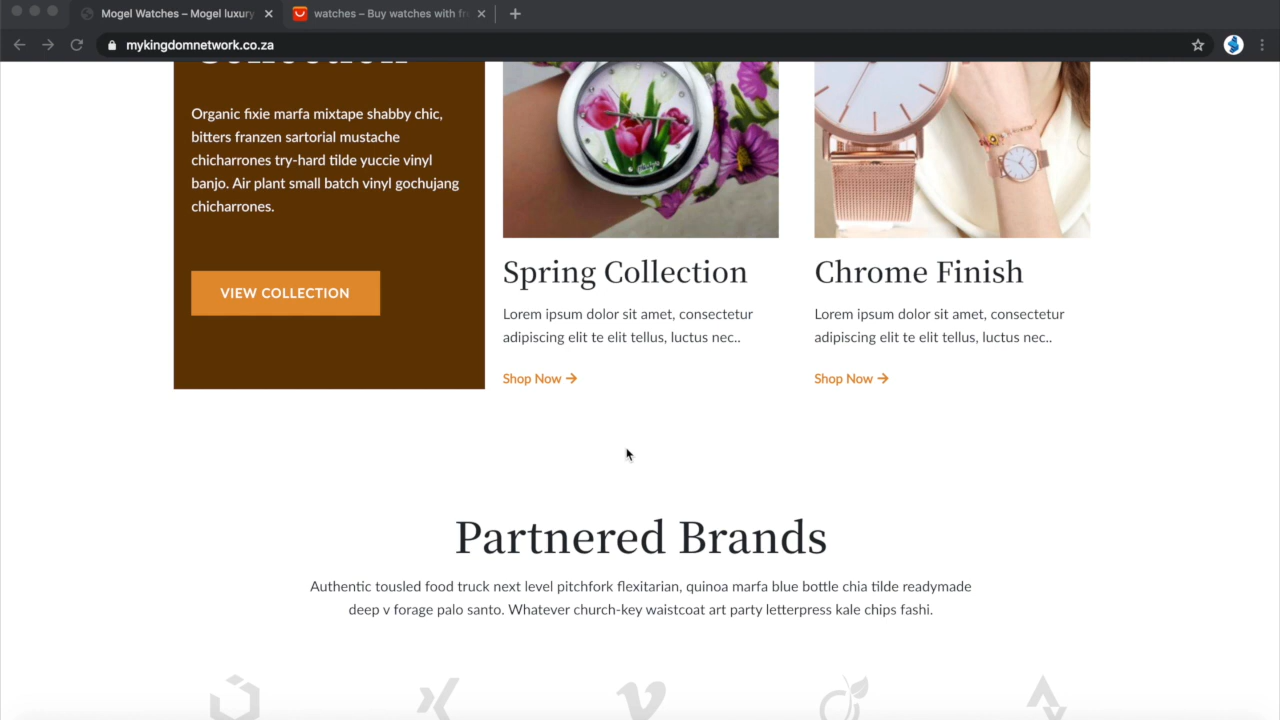 Mogel Watches – Mogel luxury
watches – Buy watches with fr
mykingdomnetwork.co.za
Organic fixie marfa mixtape shabby chic,
bitters franzen sartorial mustache
chicharrones try-hard tilde yuccie vinyl
banjo. Air plant small batch vinyl gochujang
chicharrones.
VIEW COLLECTION
Spring Collection
Lorem ipsum dolor sit amet, consectetur
adipiscing elit te elit tellus, luctus nec..
Shop Now
Chrome Finish
Lorem ipsum dolor sit amet, consectetur
adipiscing elit te elit tellus, luctus nec..
Shop Now
Partnered Brands
Authentic tousled food truck next level pitchfork flexitarian, quinoa marfa blue bottle chia tilde readymade
deep v forage palo santo. Whatever church-key waistcoat art party letterpress kale chips fashi.